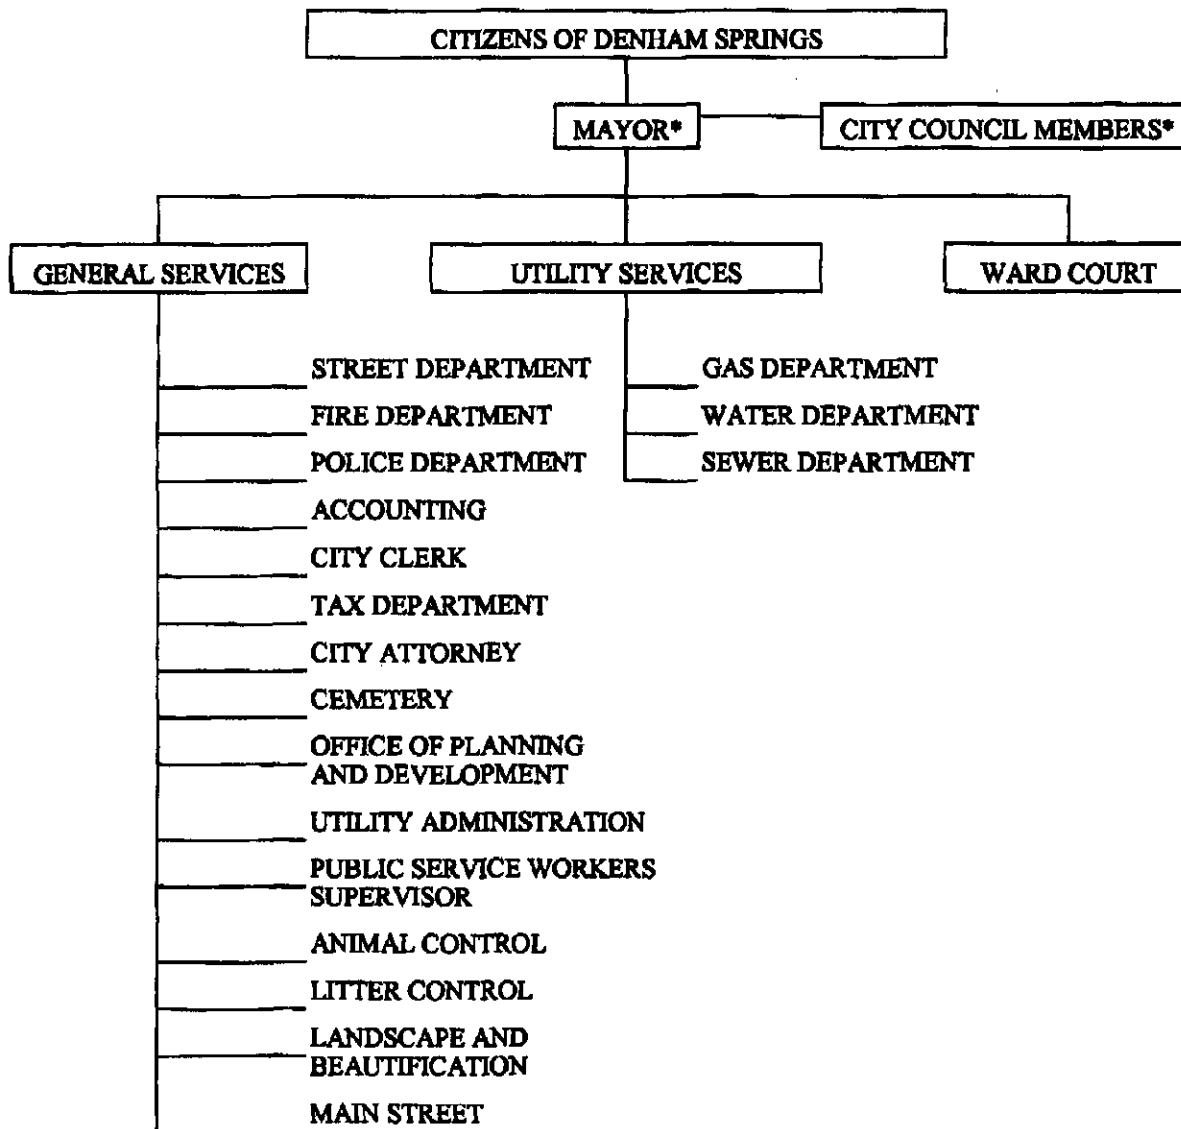 CITIZENS OF DENHAM SPRINGS
MAYOR*
CITY COUNCIL MEMBERS*
GENERAL SERVICES
UTILITY SERVICES
WARD COURT
STREET DEPARTMENT
FIRE DEPARTMENT
POLICE DEPARTMENT
ACCOUNTING
CITY CLERK
TAX DEPARTMENT
CITY ATTORNEY
CEMETERY
OFFICE OF PLANNING
AND DEVELOPMENT
UTILITY ADMINISTRATION
PUBLIC SERVICE WORKERS
SUPERVISOR
ANIMAL CONTROL
LITTER CONTROL
LANDSCAPE AND
BEAUTIFICATION
MAIN STREET
GAS DEPARTMENT
WATER DEPARTMENT
SEWER DEPARTMENT